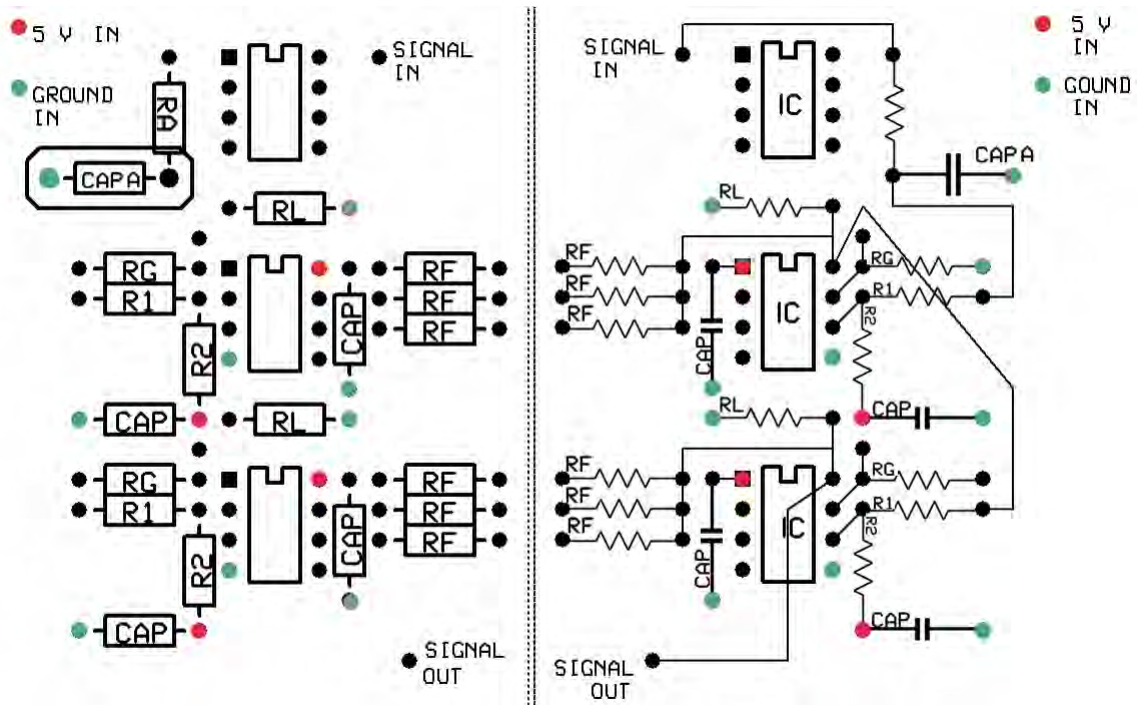 5 V IN
GROUND
IN
RA
CAPA
SIGNAL
IN
RL
RG
R1
RF
RF
RF
R2
CAP
CAP
RL
RG
R1
RF
RF
RF
R2
CAP
CAP
SIGNAL
OUT
SIGNAL
IN
IC
5 V
IN
GOUND
IN
CAPA
RL
RF
RF
RF
CAP
IC
RG
R1
R2
CAP
RL
RF
RF
RF
CAP
IC
RG
R1
R2
CAP
SIGNAL
OUT